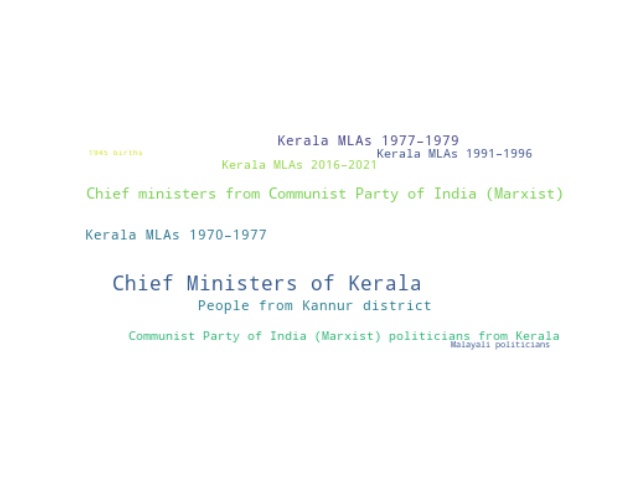 Kerala MLAs 1977–1979
1945 births
Kerala MLAs 1991–1996
Kerala MLAs 2016–2021
Chief ministers from Communist Party of India (Marxist)
Kerala MLAs 1970–1977
Chief Ministers of Kerala
People from Kannur district
Communist Party of India (Marxist) politicians from Kerala
Malayali politicians